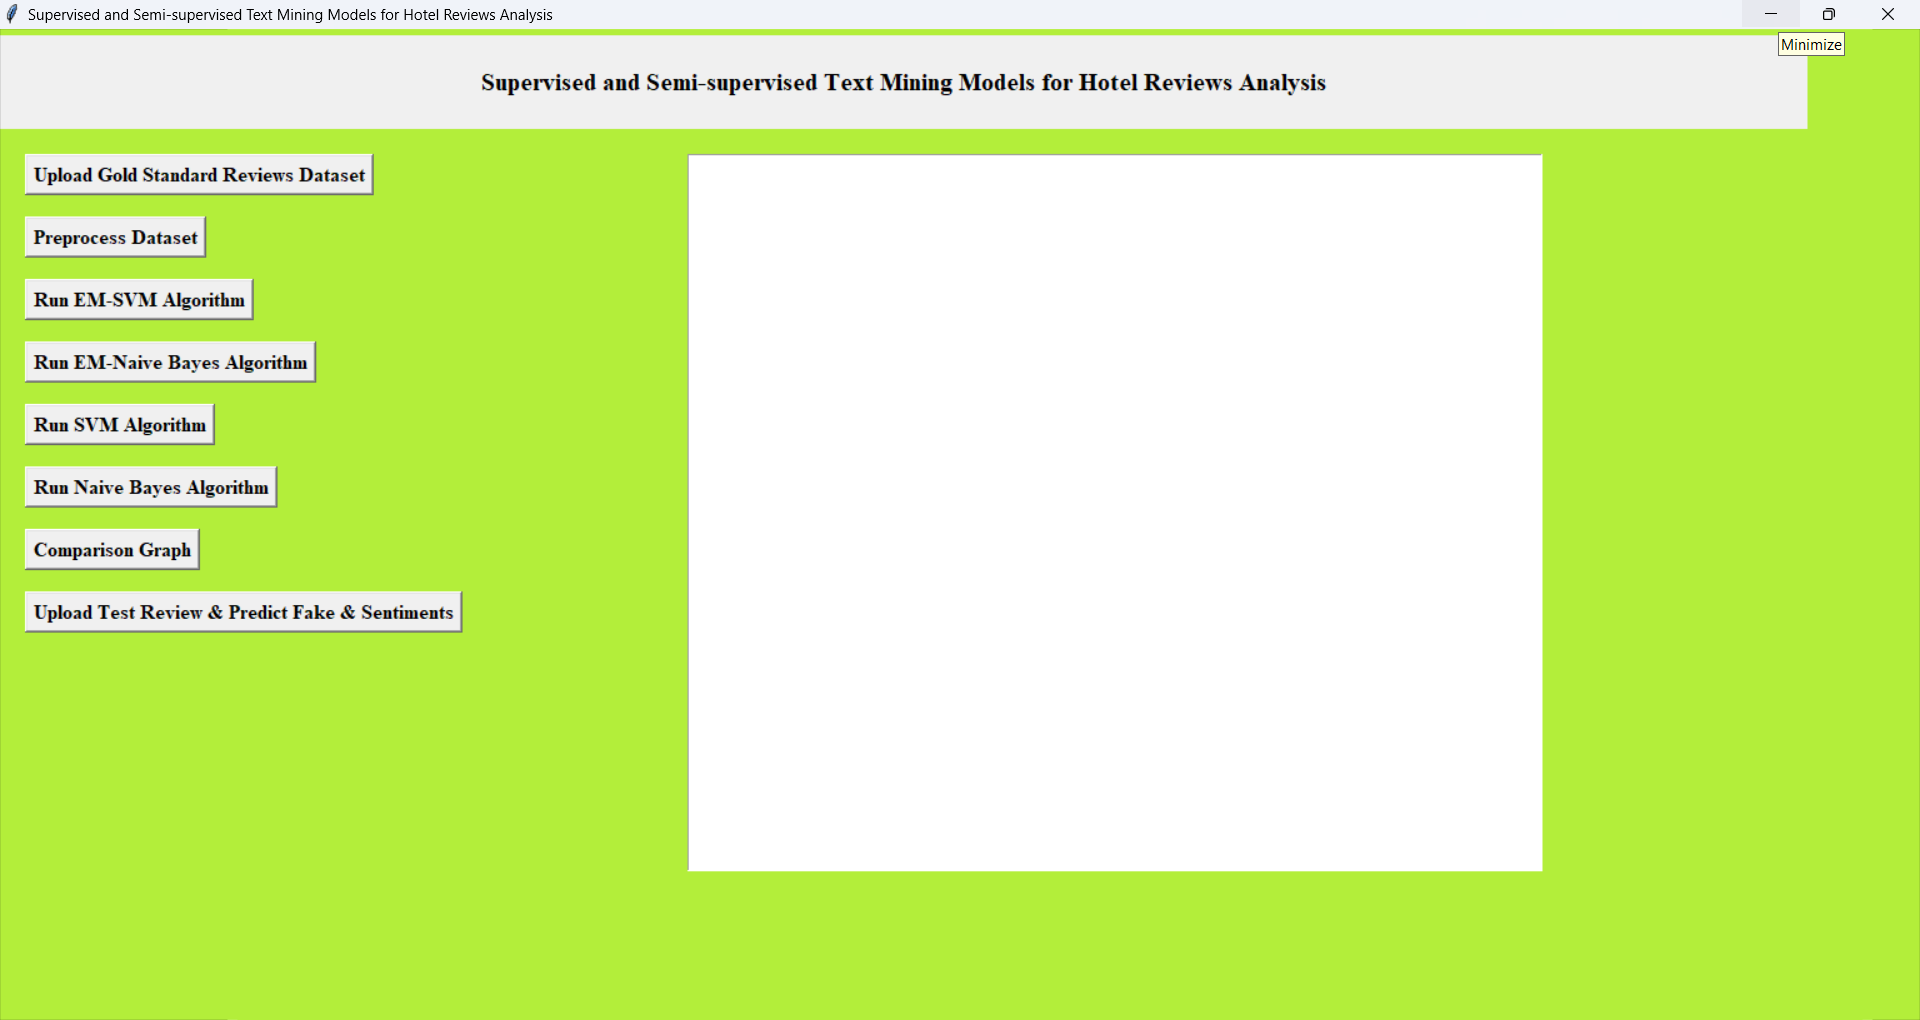 Supervised and Semi-supervised Text Mining Models for Hotel Reviews Analysis
Minimize
Supervised and Semi-supervised Text Mining Models for Hotel Reviews Analysis
Upload Gold Standard Reviews Dataset
Preprocess Dataset
Run EM-SVM Algorithm
Run EM-Naive Bayes Algorithm
Run SVM Algorithm
Run Naive Bayes Algorithm
Comparison Graph
Upload Test Review & Predict Fake & Sentiments